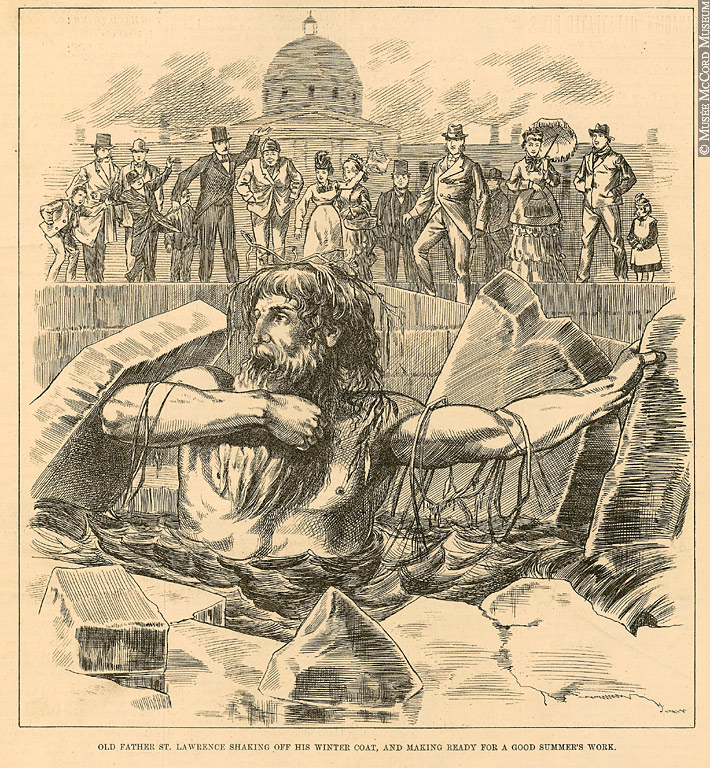 © Musée McCord Museum
OLD FATHER ST. LAWRENCE SHAKING OFF HIS WINTER COAT, AND MAKING READY FOR A GOOD SUMMER'S WORK.